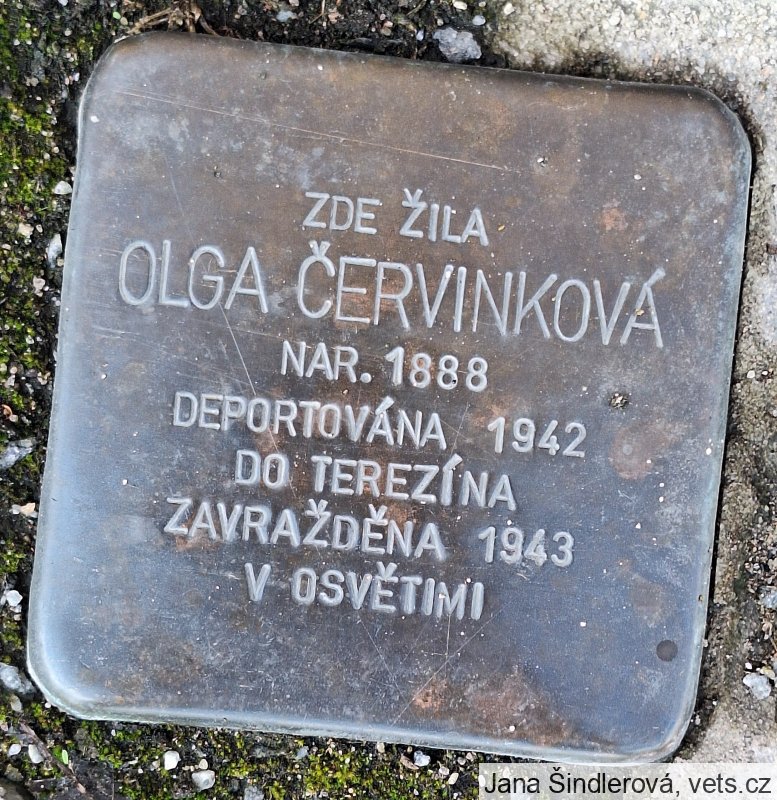 ZDE ŽILA
OLGA ČERVINKOVÁ
NAR. 1888
DEPORTOVÁNA 1942
DO TEREZÍNA
ZAVRAŽDĚNA 1943
V OSVĚTIMI
Jana Šindlerová, vets.cz